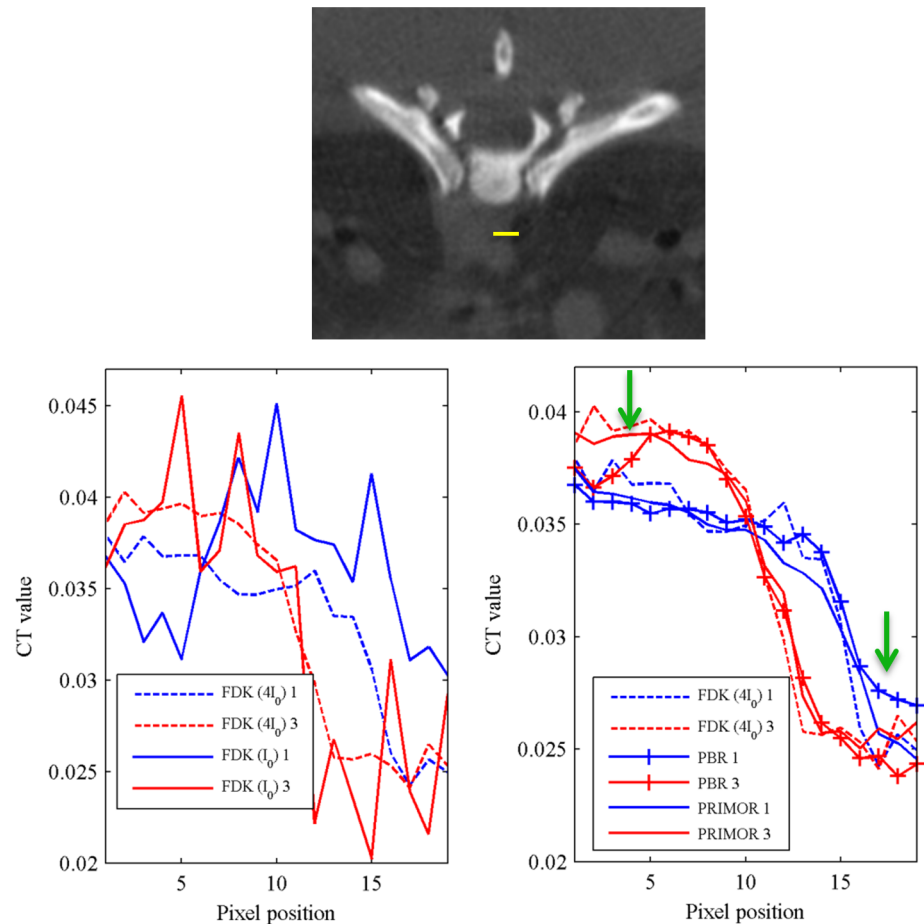 0.045
0.04
0.035
0.03
0.025
0.02
CT value
FDK (4I₀) 1
FDK (4I₀) 3
FDK (I₀) 1
FDK (I₀) 3
5
10
15
Pixel position
0.04
0.035
0.03
0.025
0.02
CT value
FDK (4I₀) 1
FDK (4I₀) 3
PBR 1
PBR 3
PRIMOR 1
PRIMOR 3
5
10
15
Pixel position